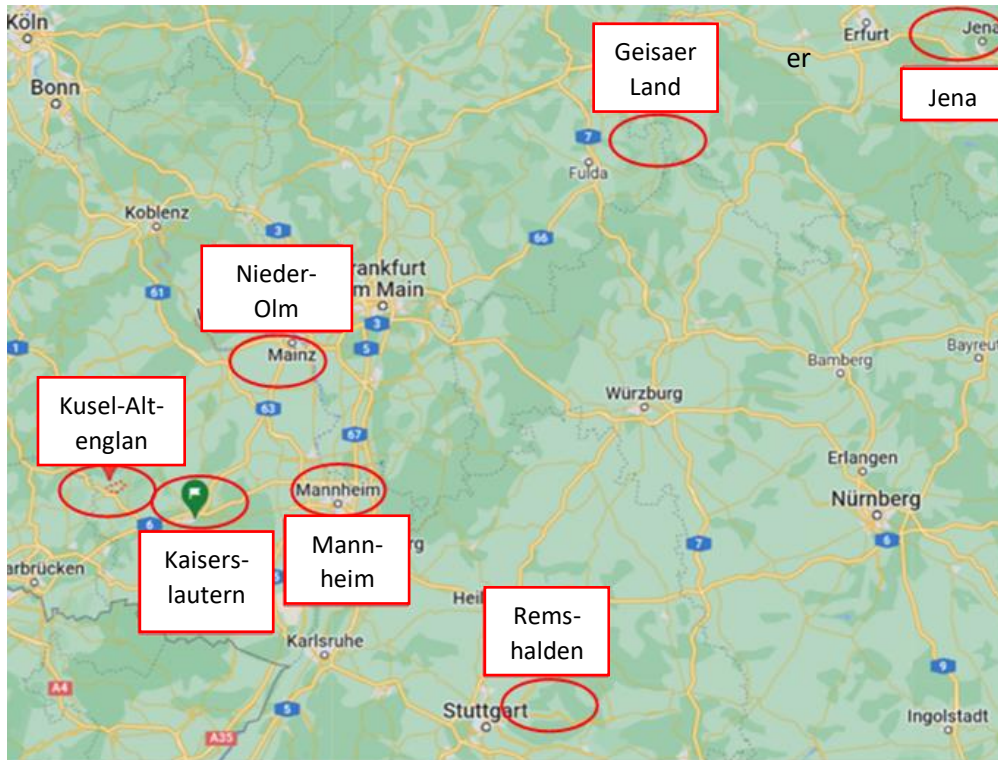 Köln
Bonn
Geisaer
Land
er
Erfurt
Jena
Jena
7
Fulda
Koblenz
3
66
61
Nieder-
Olm
rankfurt
m Main
3
5
1
Mainz
Bamberg
Bayreut
Würzburg
Kusel-Alt-
englan
63
67
Erlangen
Mannheim
Nürnberg
6
6
7
arbrücken
Kaisers-
lautern
Mann-
heim
rg
Heil
Rems-
halden
Karlsruhe
9
A4
5
Stuttgart
Ingolstadt
A35